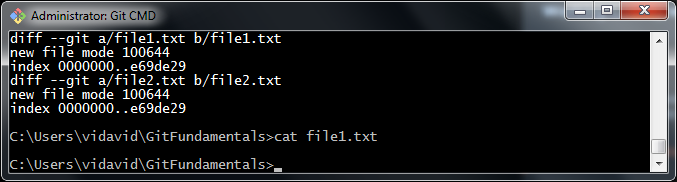 Administrator: Git CMD
diff --git a/file1.txt b/file1.txt
new file mode 100644
index 0000000..e69de29
diff --git a/file2.txt b/file2.txt
new file mode 100644
index 0000000..e69de29
C:\Users\vidavid\GitFundamentals>cat file1.txt
C:\Users\vidavid\GitFundamentals>